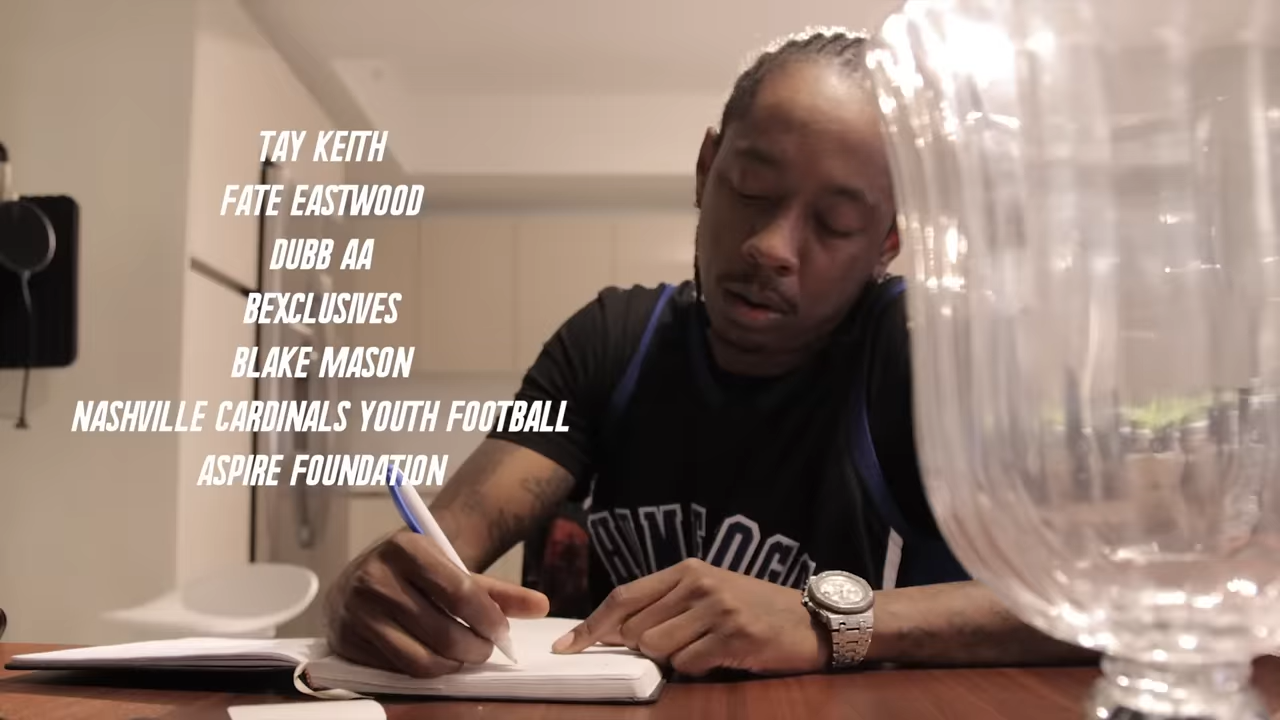 TAY KEITH
FATE EASTWOOD
DUBB AA
BEXCLUSIVES
BLAKE MASON
NASHVILLE CARDINALS YOUTH FOOTBALL
ASPIRE FOUNDATION